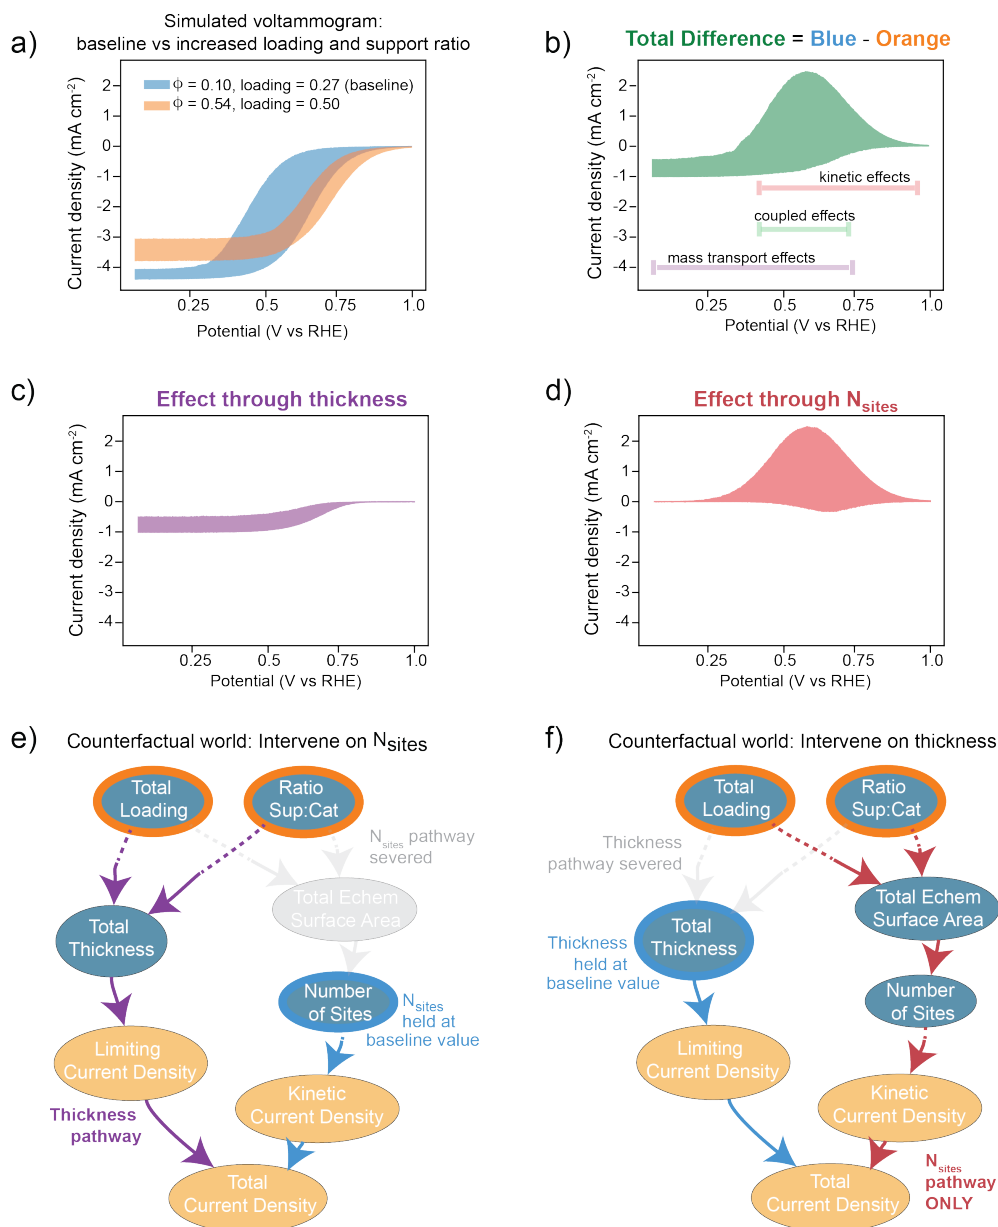 a)
Simulated voltammogram:
baseline vs increased loading and support ratio
ϕ = 0.10, loading = 0.27 (baseline)
ϕ = 0.54, loading = 0.50
Current density (mA cm⁻²)
2
1
0
-1
-2
-3
-4
0.25
0.5
0.75
1.0
Potential (V vs RHE)
b)
Total Difference = Blue - Orange
Current density (mA cm⁻²)
2
1
0
-1
-2
-3
-4
kinetic effects
coupled effects
mass transport effects
0.25
0.5
0.75
1.0
Potential (V vs RHE)
c)
Effect through thickness
Current density (mA cm⁻²)
2
1
0
-1
-2
-3
-4
0.25
0.5
0.75
1.0
Potential (V vs RHE)
d)
Effect through Nsites
Current density (mA cm⁻²)
2
1
0
-1
-2
-3
-4
0.25
0.5
0.75
1.0
Potential (V vs RHE)
e)
Counterfactual world: Intervene on Nsites
Total
Loading
Ratio
Sup:Cat
Nsites pathway
severed
Total Echem
Surface Area
Total
Thickness
Number
of Sites
Nsites
held at
baseline value
Limiting
Current Density
Kinetic
Current Density
Thickness
pathway
Total
Current Density
f)
Counterfactual world: Intervene on thickness
Total
Loading
Ratio
Sup:Cat
Thickness
pathway severed
Total Echem
Surface Area
Total
Thickness
Thickness
held at
baseline value
Number
of Sites
Limiting
Current Density
Kinetic
Current Density
Total
Current Density
Nsites
pathway
ONLY